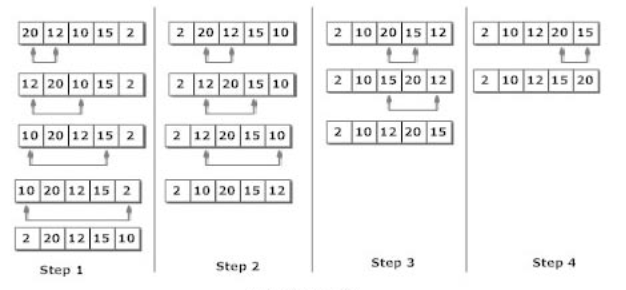 20 12 10 15 2
12 20 10 15 2
10 20 12 15 2
10 20 12 15 2
2 20 12 15 10
Step 1
2 20 12 15 10
2 12 20 15 10
2 12 20 15 10
2 10 20 15 12
Step 2
2 10 20 15 12
2 10 15 20 12
2 10 12 20 15
Step 3
2 10 12 20 15
2 10 12 15 20
Step 4